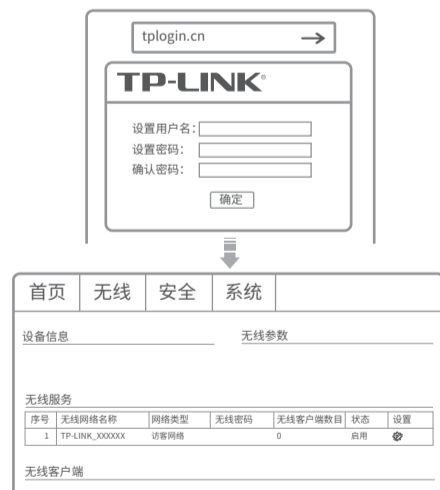 tplogin.cn
TP-LINK®
设置用户名：
设置密码：
确认密码：
确定
首页 无线 安全 系统
设备信息 无线参数
无线服务
序号 无线网络名称 网络类型 无线密码 无线客户端数目 状态 设置
1 TP-LINK_XXXXXX 访客网络 0 启用
无线客户端